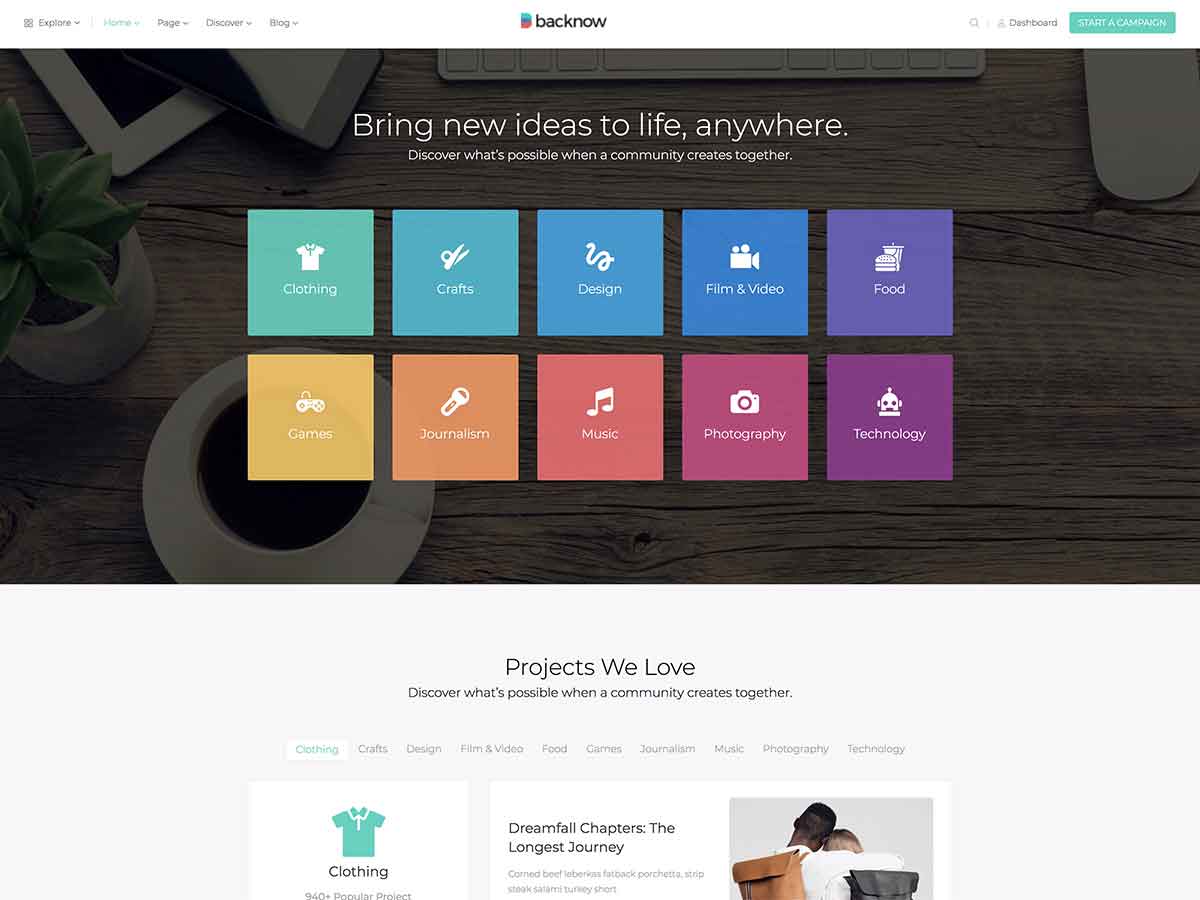 Explore Home Page Discover Blog backnow Dashboard START A CAMPAIGN
Bring new ideas to life, anywhere.
Discover what's possible when a community creates together.
Clothing Crafts Design Film & Video Food
Games Journalism Music Photography Technology
Projects We Love
Discover what's possible when a community creates together.
Clothing Crafts Design Film & Video Food Games Journalism Music Photography Technology
Clothing
940+ Popular Project
Dreamfall Chapters: The
Longest Journey
Corned beef leberkas fatback porchetta, strip
steak salami turkey short